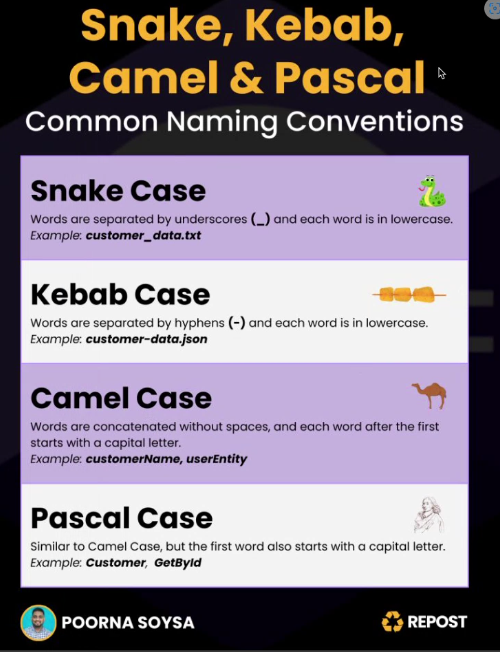 Snake, Kebab,
Camel & Pascal
Common Naming Conventions
Snake Case
Words are separated by underscores (_) and each word is in lowercase.
Example: customer_data.txt
Kebab Case
Words are separated by hyphens (-) and each word is in lowercase.
Example: customer-data.json
Camel Case
Words are concatenated without spaces, and each word after the first
starts with a capital letter.
Example: customerName, userEntity
Pascal Case
Similar to Camel Case, but the first word also starts with a capital letter.
Example: Customer, GetById
POORNA SOYSA
REPOST